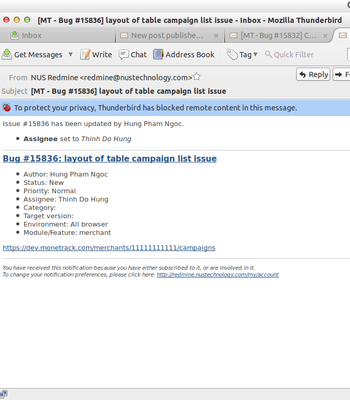 [MT - Bug #15836] layout of table campaign list issue - Inbox - Mozilla Thunderbird
Inbox
New post publishe...
[MT - Bug #15832] C...
Get Messages
Write
Chat
Address Book
Tag
Quick Filter
Reply
From NUS Redmine <redmine@nustechnology.com>
Subject [MT - Bug #15836] layout of table campaign list issue
To protect your privacy, Thunderbird has blocked remote content in this message.
Issue #15836 has been updated by Hung Pham Ngoc.
Assignee set to Thinh Do Hung
Bug #15836: layout of table campaign list issue
Author: Hung Pham Ngoc
Status: New
Priority: Normal
Assignee: Thinh Do Hung
Category:
Target version:
Environment: All browser
Module/Feature: merchant
https://dev.monetrack.com/merchants/11111111111/campaigns
You have received this notification because you have either subscribed to it, or are involved in it.
To change your notification preferences, please click here: http://redmine.nustechnology.com/my/account